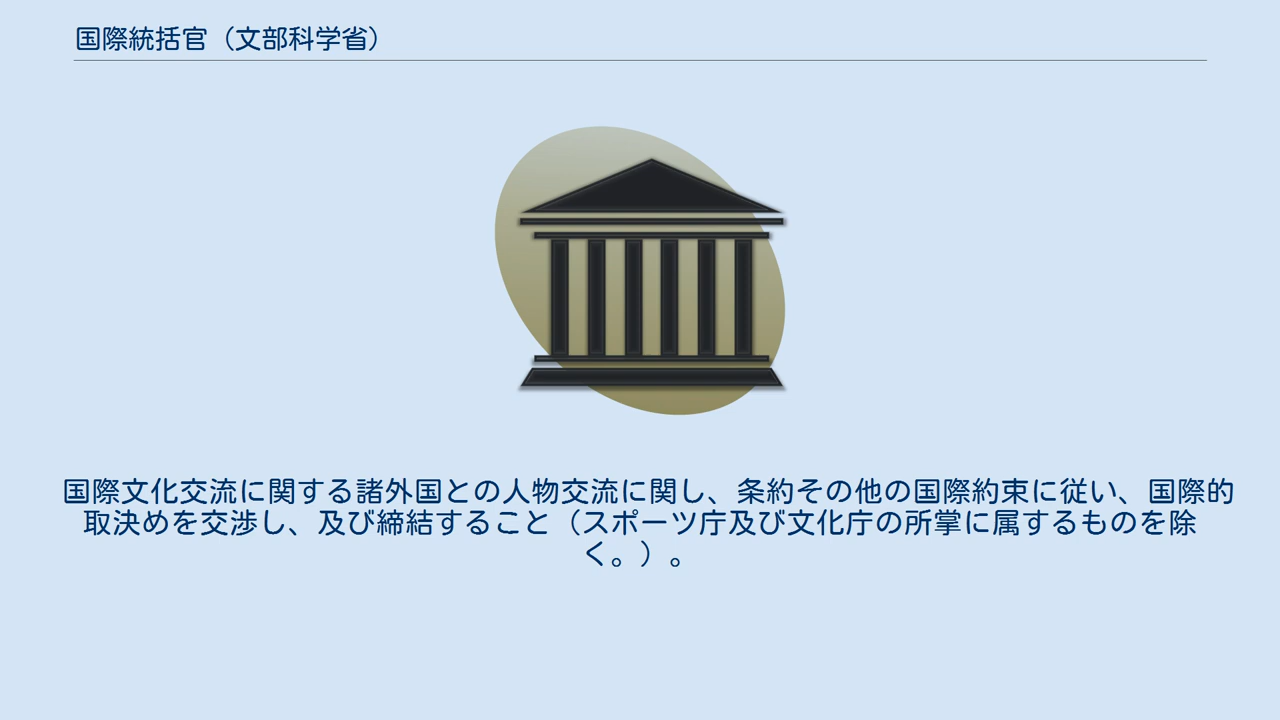 国際統括官（文部科学省）
国際文化交流に関する諸外国との人物交流に関し、条約その他の国際約束に従い、国際的
取決めを交渉し、及び締結すること（スポーツ庁及び文化庁の所掌に属するものを除
く。）。